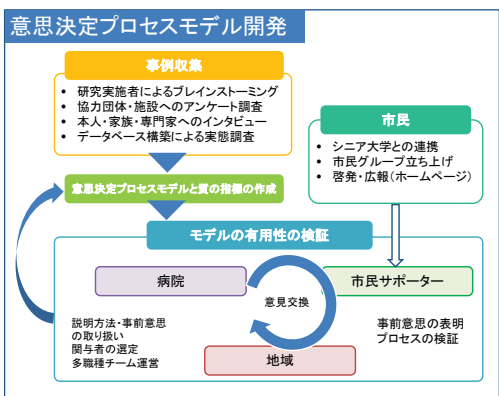 意思決定プロセスモデル開発
事例収集
• 研究実施者によるブレインストーミング
• 協力団体・施設へのアンケート調査
• 本人・家族・専門家へのインタビュー
• データベース構築による実態調査
市民
• シニア大学との連携
• 市民グループ立ち上げ
• 啓発・広報(ホームページ)
意思決定プロセスモデルと質の指標の作成
モデルの有用性の検証
病院
意見交換
市民サポーター
説明方法・事前意思
の取り扱い
関与者の選定
多職種チーム運営
地域
事前意思の表明
プロセスの検証